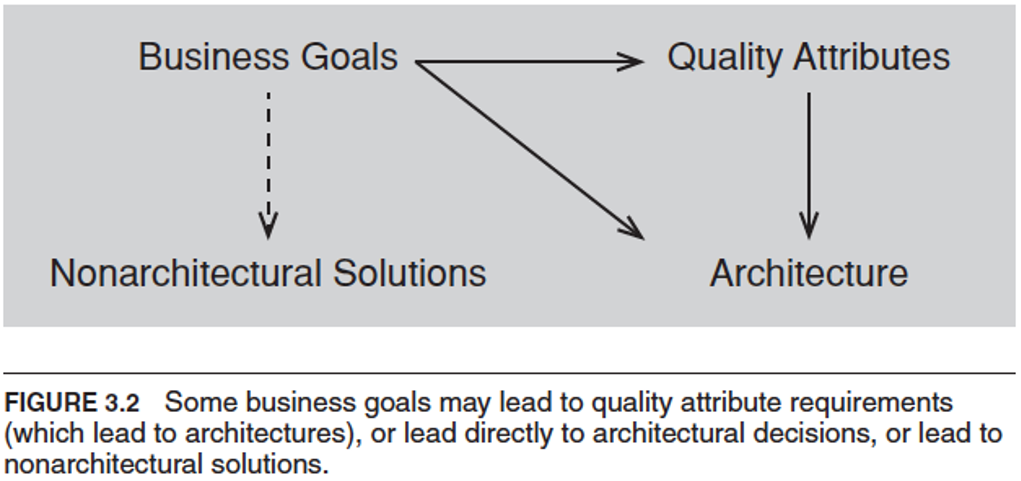 Business Goals
Quality Attributes
Nonarchitectural Solutions
Architecture
FIGURE 3.2 Some business goals may lead to quality attribute requirements
(which lead to architectures), or lead directly to architectural decisions, or lead to
nonarchitectural solutions.